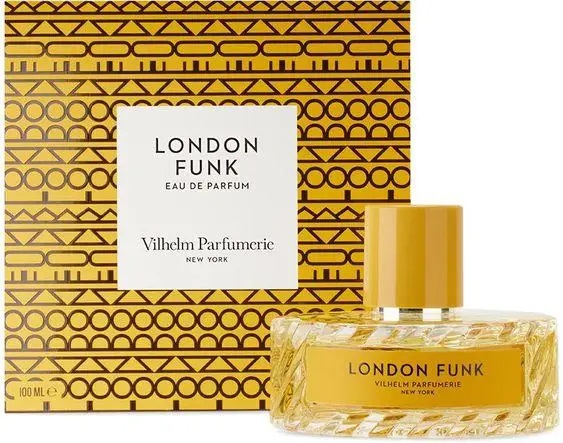 LONDON
FUNK
EAU DE PARFUM
Vilhelm Parfumerie
NEW YORK
100 ML ℮
LONDON FUNK
VILHELM PARFUMERIE
NEW YORK